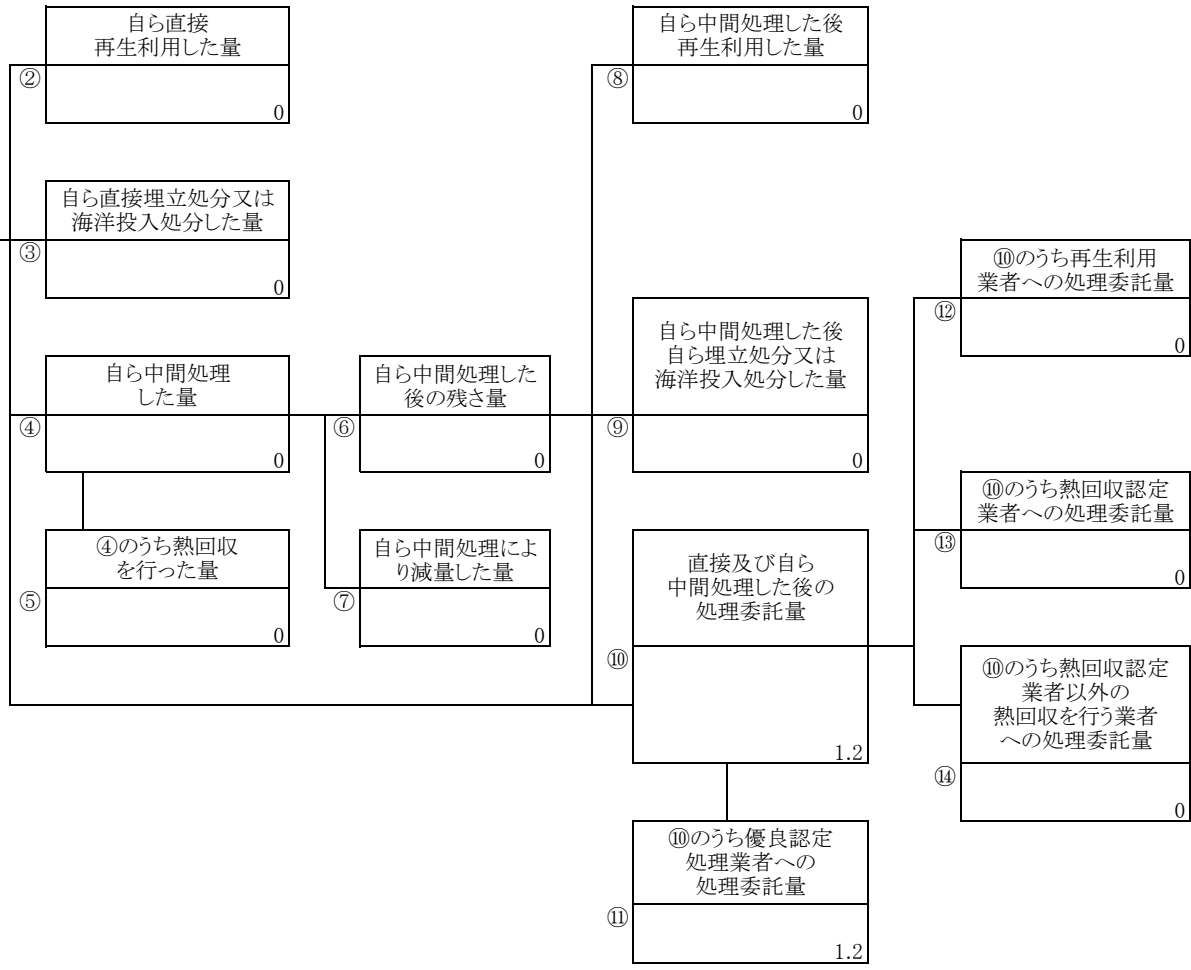 自ら直接
再生利用した量
②
0
自ら中間処理した後
再生利用した量
⑧
0
自ら直接埋立処分又は
海洋投入処分した量
③
0
⑩のうち再生利用
業者への処理委託量
⑫
0
自ら中間処理
した量
④
0
自ら中間処理した
後の残さ量
⑥
0
自ら中間処理した後
自ら埋立処分又は
海洋投入処分した量
⑨
0
⑩のうち熱回収認定
業者への処理委託量
⑬
0
④のうち熱回収
を行った量
⑤
0
自ら中間処理によ
り減量した量
⑦
0
直接及び自ら
中間処理した後の
処理委託量
⑩
1.2
⑩のうち熱回収認定
業者以外の
熱回収を行う業者
への処理委託量
⑭
0
⑩のうち優良認定
処理業者への
処理委託量
⑪
1.2